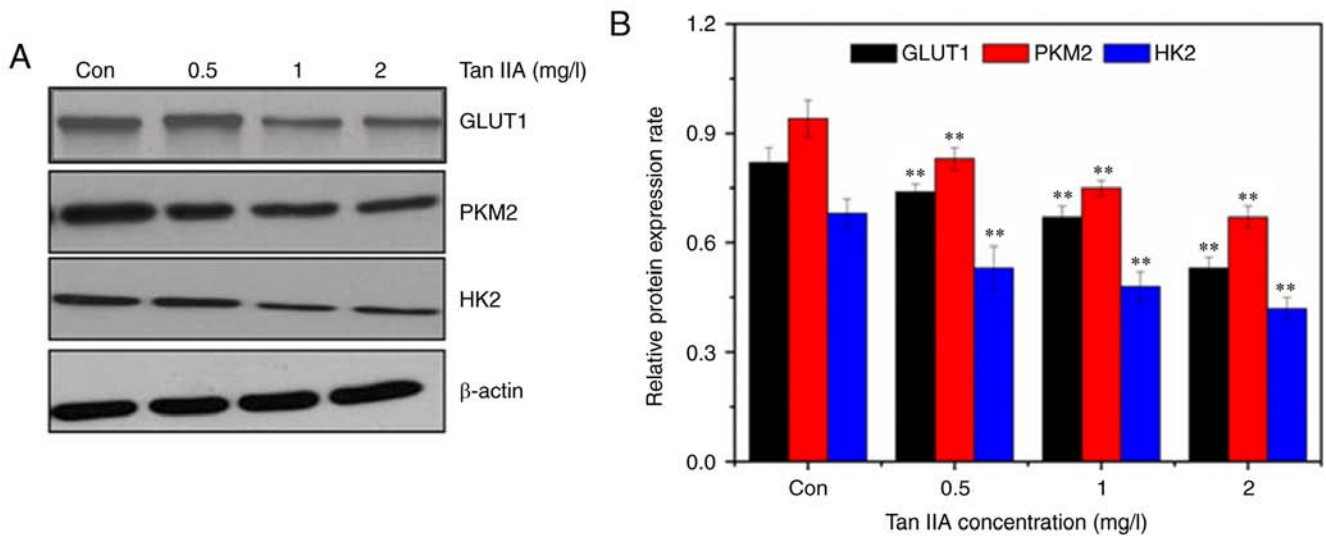 A
Con 0.5 1 2 Tan IIA (mg/l)
GLUT1
PKM2
HK2
β-actin
B
Relative protein expression rate
1.2
0.9
0.6
0.3
0.0
GLUT1 PKM2 HK2
** ** **
** ** **
** ** **
Con 0.5 1 2
Tan IIA concentration (mg/l)